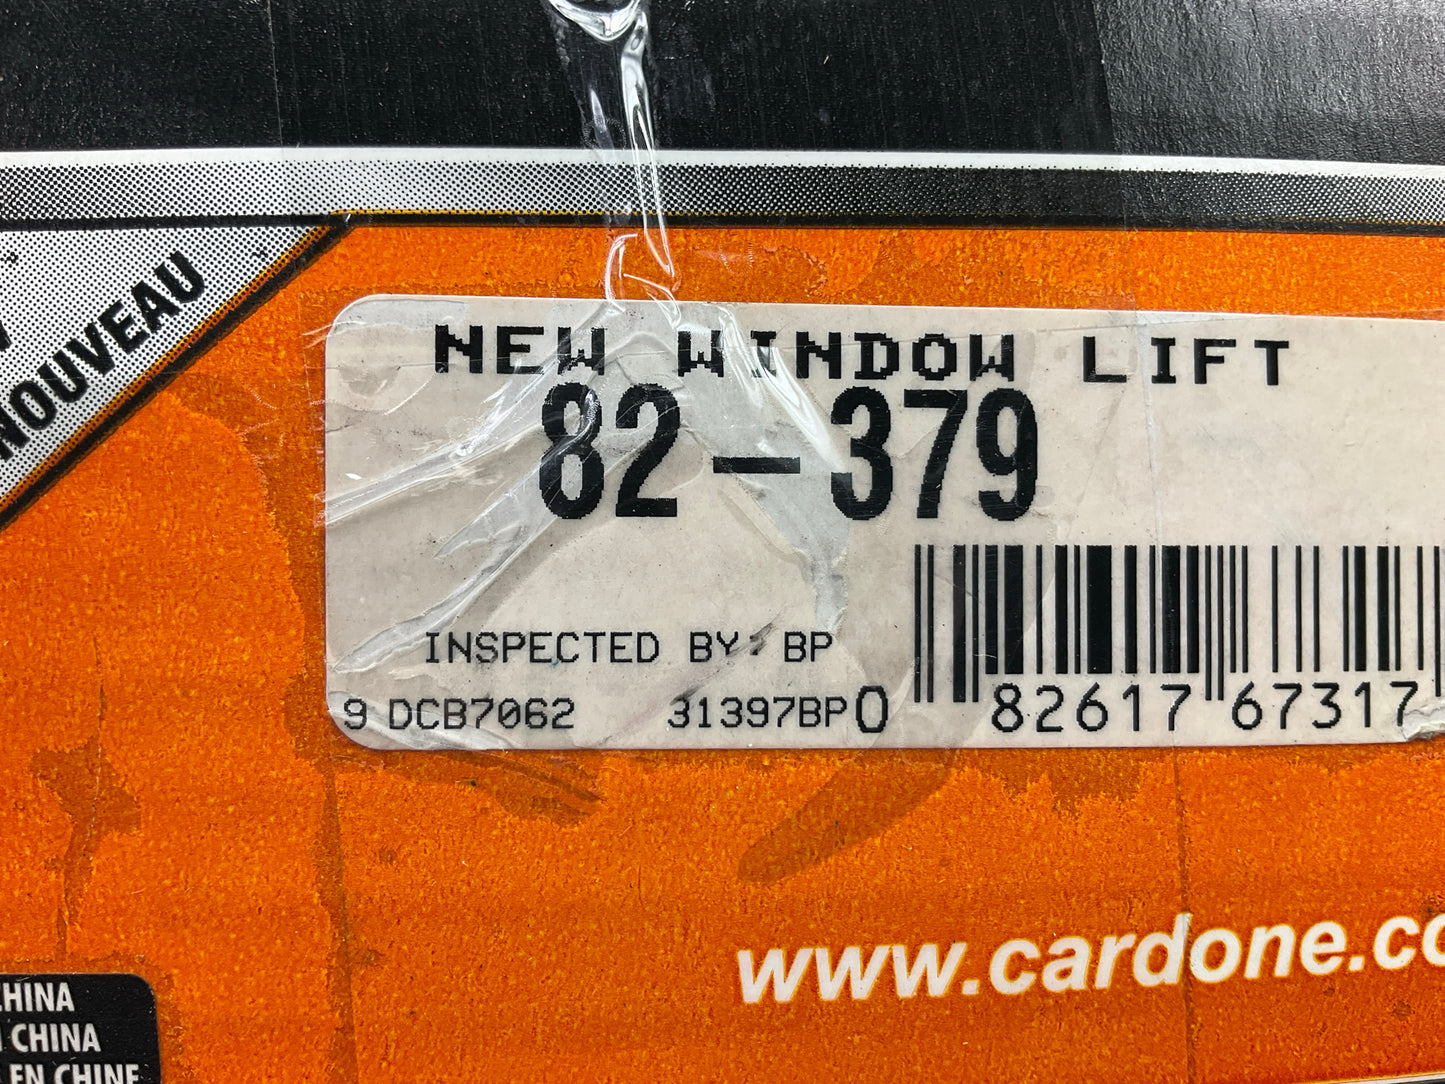 NOUVEAU
NEW WINDOW LIFT
82-379
INSPECTED BY: BP
9 DCB7062 31397BP
0 82617 67317
www.cardone.co
CHINA
CHINA
EN CHINE